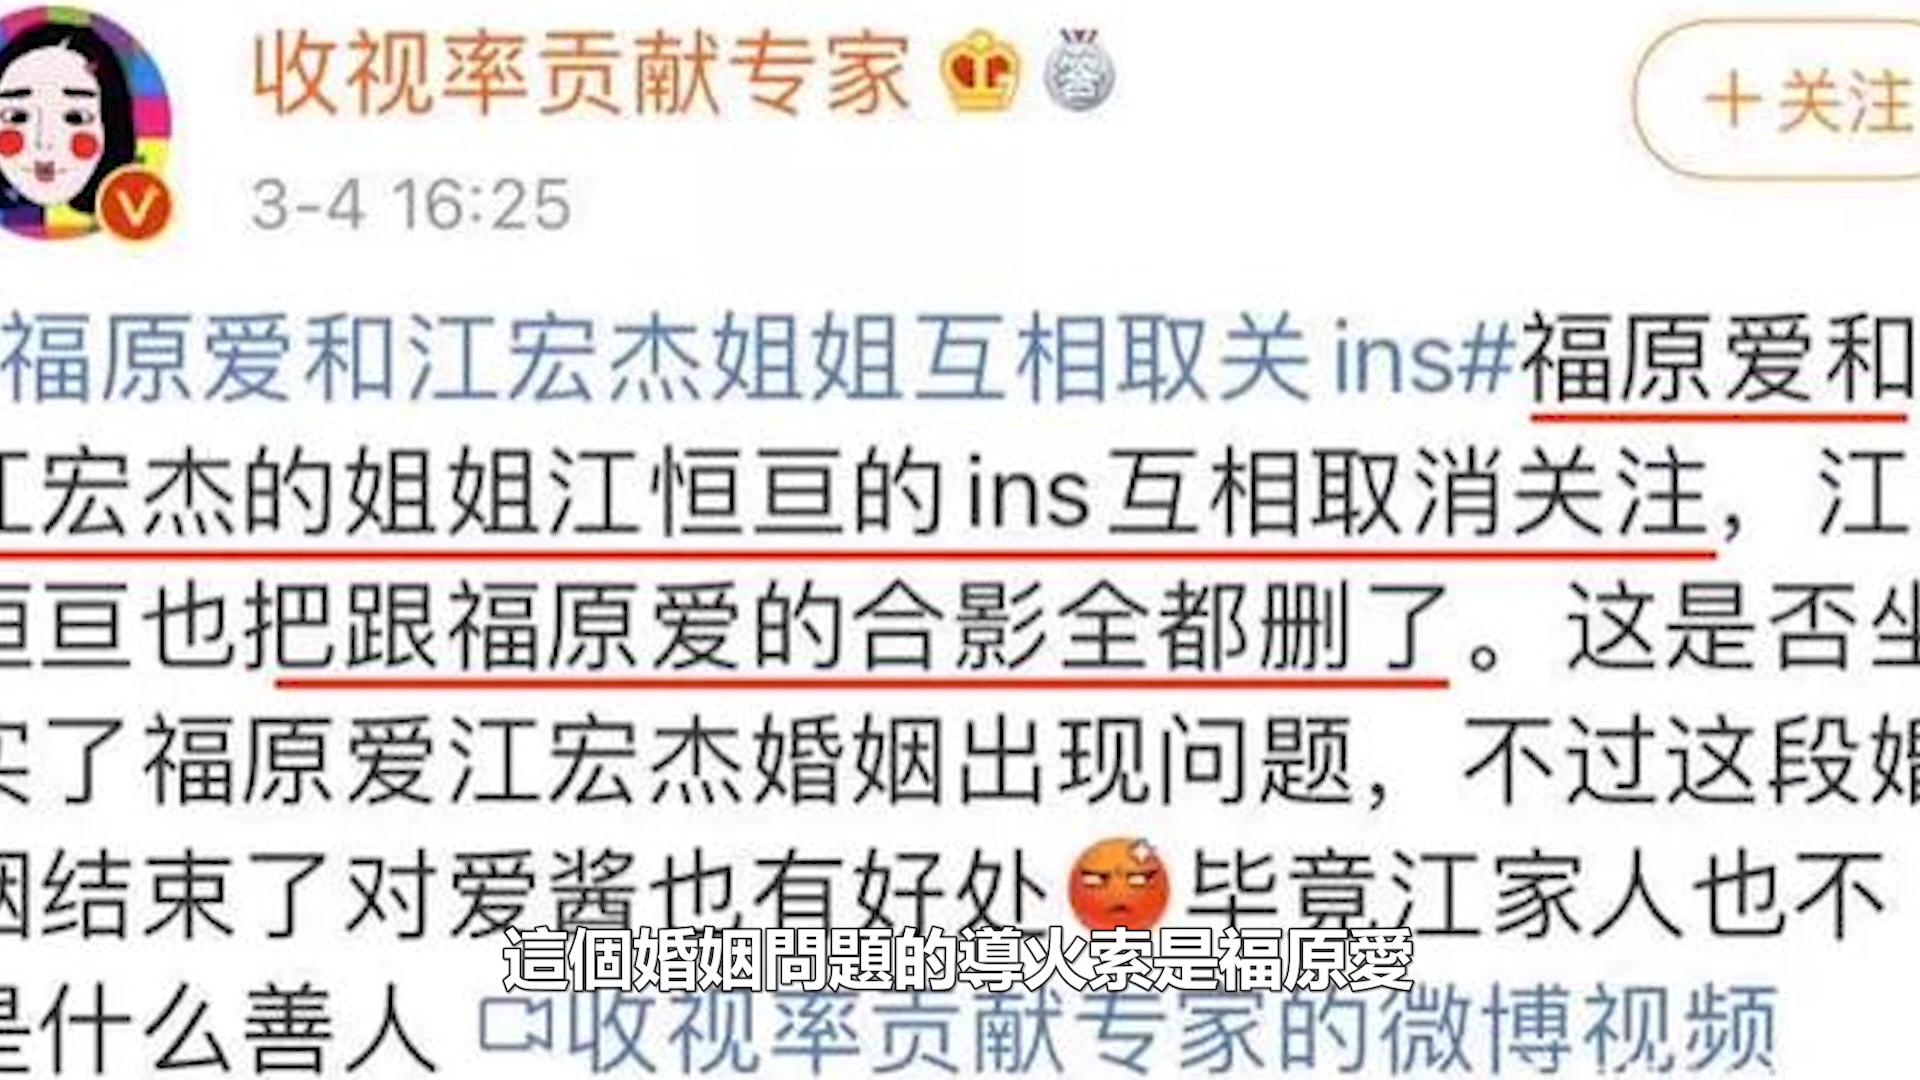 收视率贡献专家
答
V
3-4 16:25
+关注
福原爱和江宏杰姐姐互相取关ins#福原爱和
江宏杰的姐姐江恒亘的ins互相取消关注，江
恒亘也把跟福原爱的合影全都删了。这是否坐
实了福原爱江宏杰婚姻出现问题，不过这段婚
姻结束了对爱酱也有好处 毕竟江家人也不
是什么善人 收视率贡献专家的微博视频
這個婚姻問題的導火索是福原愛